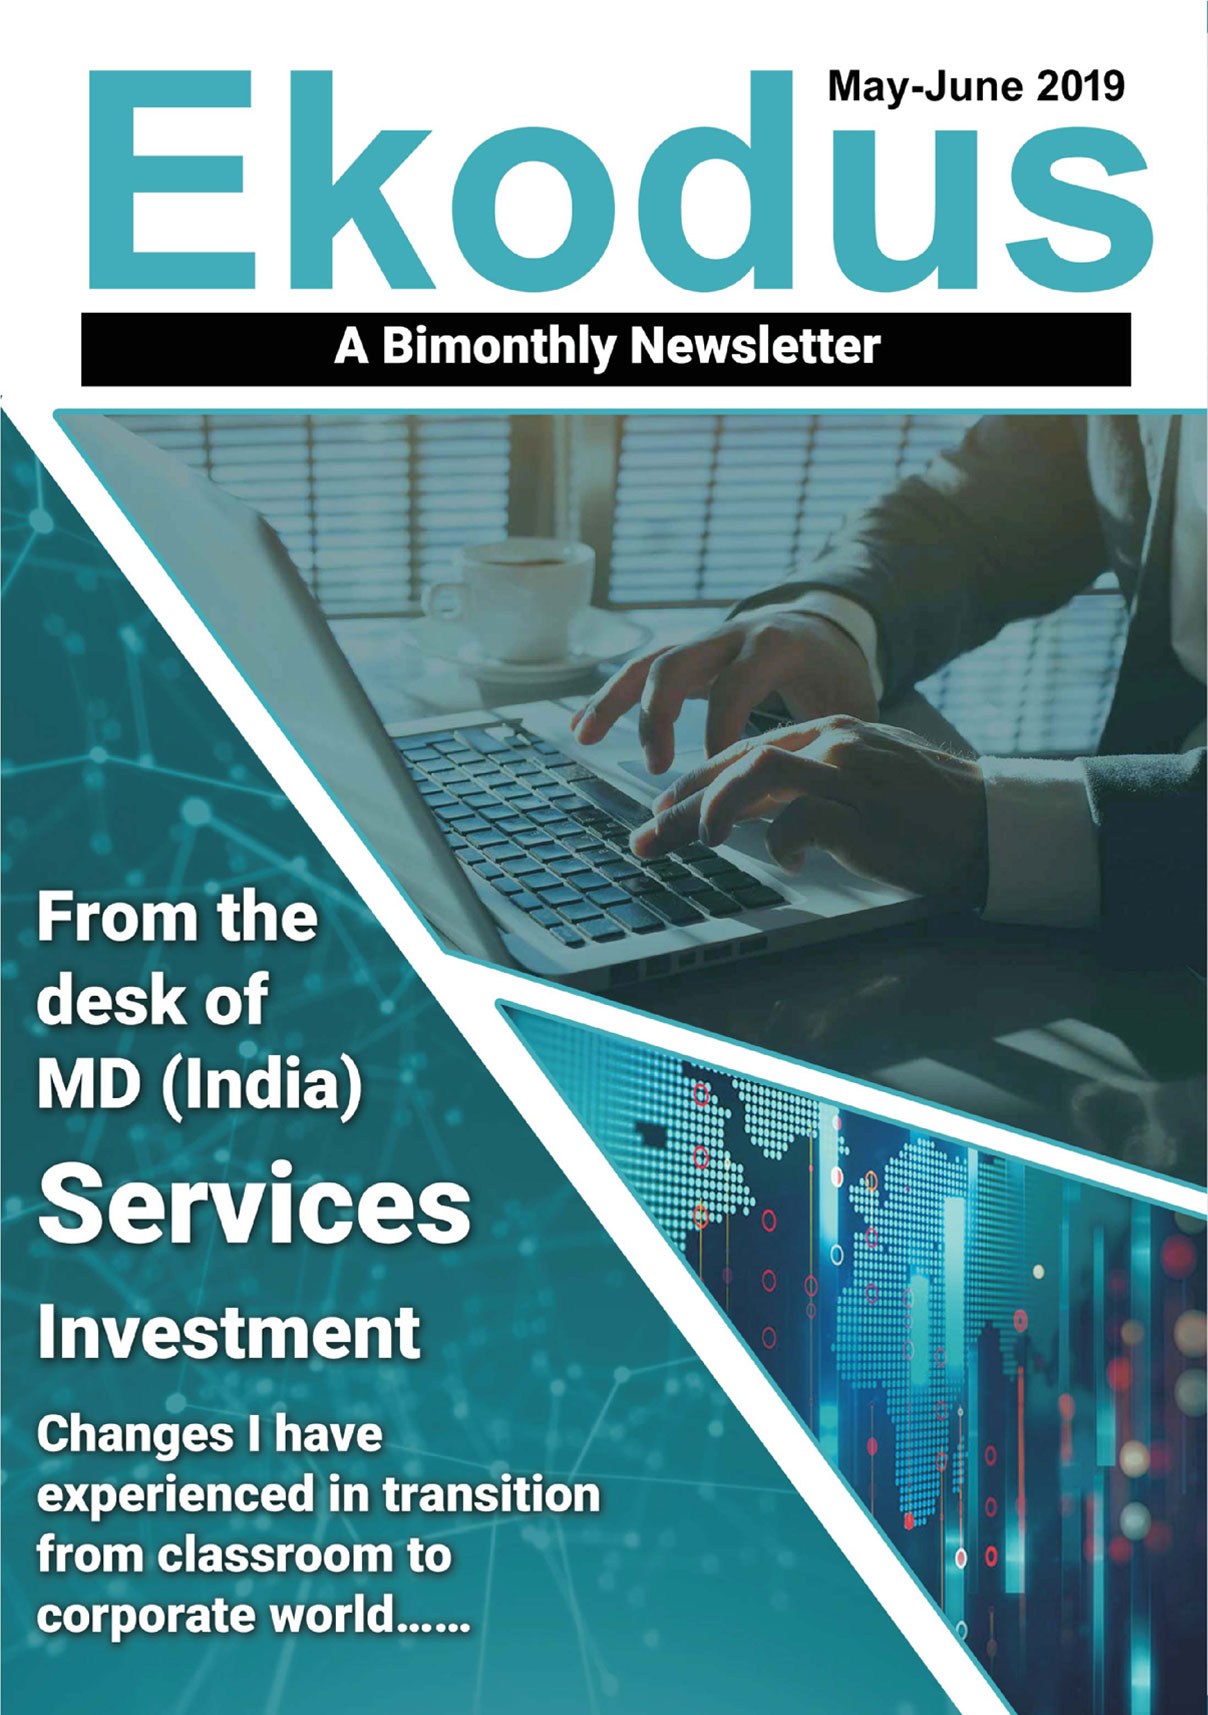 May-June 2019
Ekodus
A Bimonthly Newsletter
From the
desk of
MD (India)
Services
Investment
Changes I have
experienced in transition
from classroom to
corporate world......